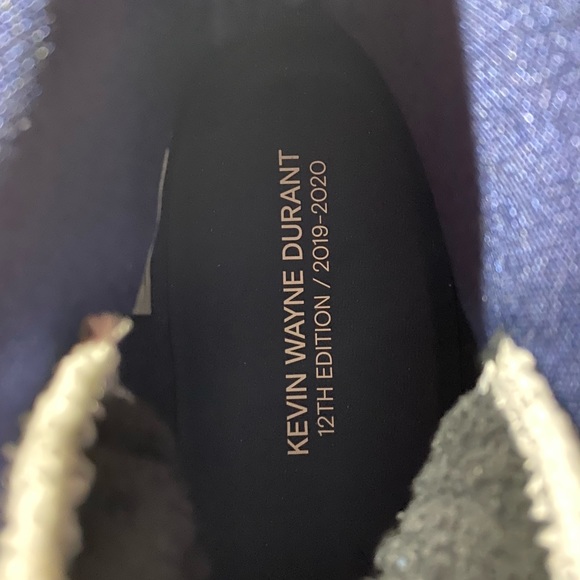 KEVIN WAYNE DURANT
12TH EDITION / 2019-2020